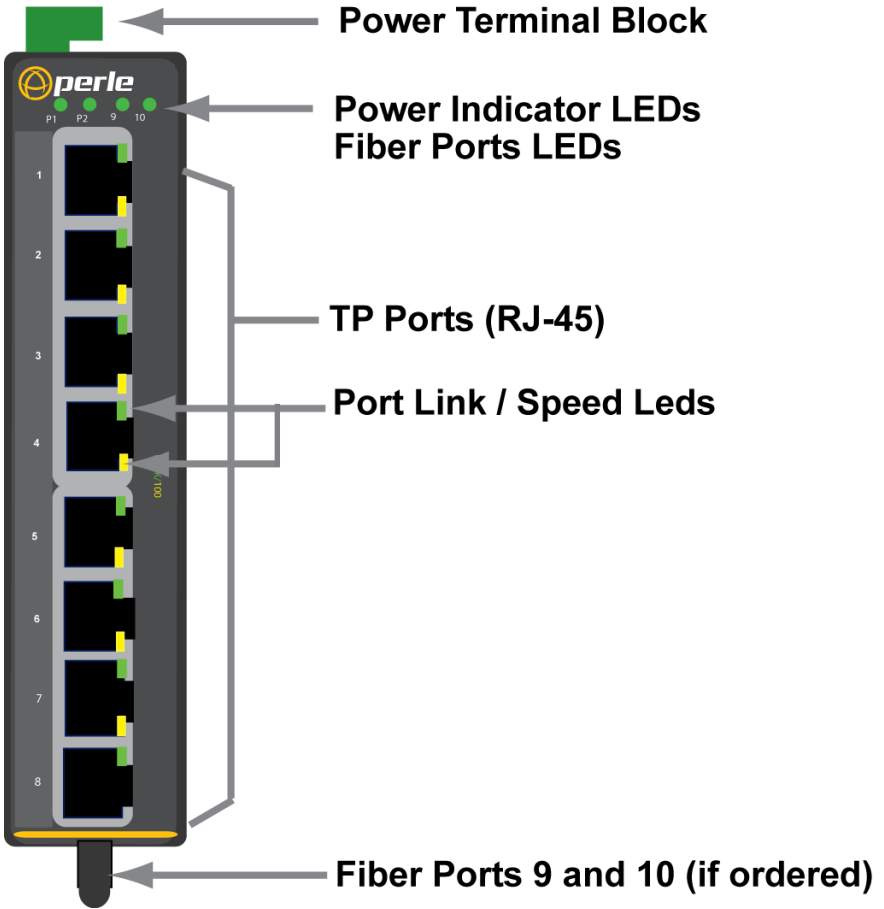 Power Terminal Block
perle
Power Indicator LEDs
Fiber Ports LEDs
P1 P2 9 10
1
2
TP Ports (RJ-45)
3
Port Link / Speed Leds
4
/100
5
6
7
8
Fiber Ports 9 and 10 (if ordered)